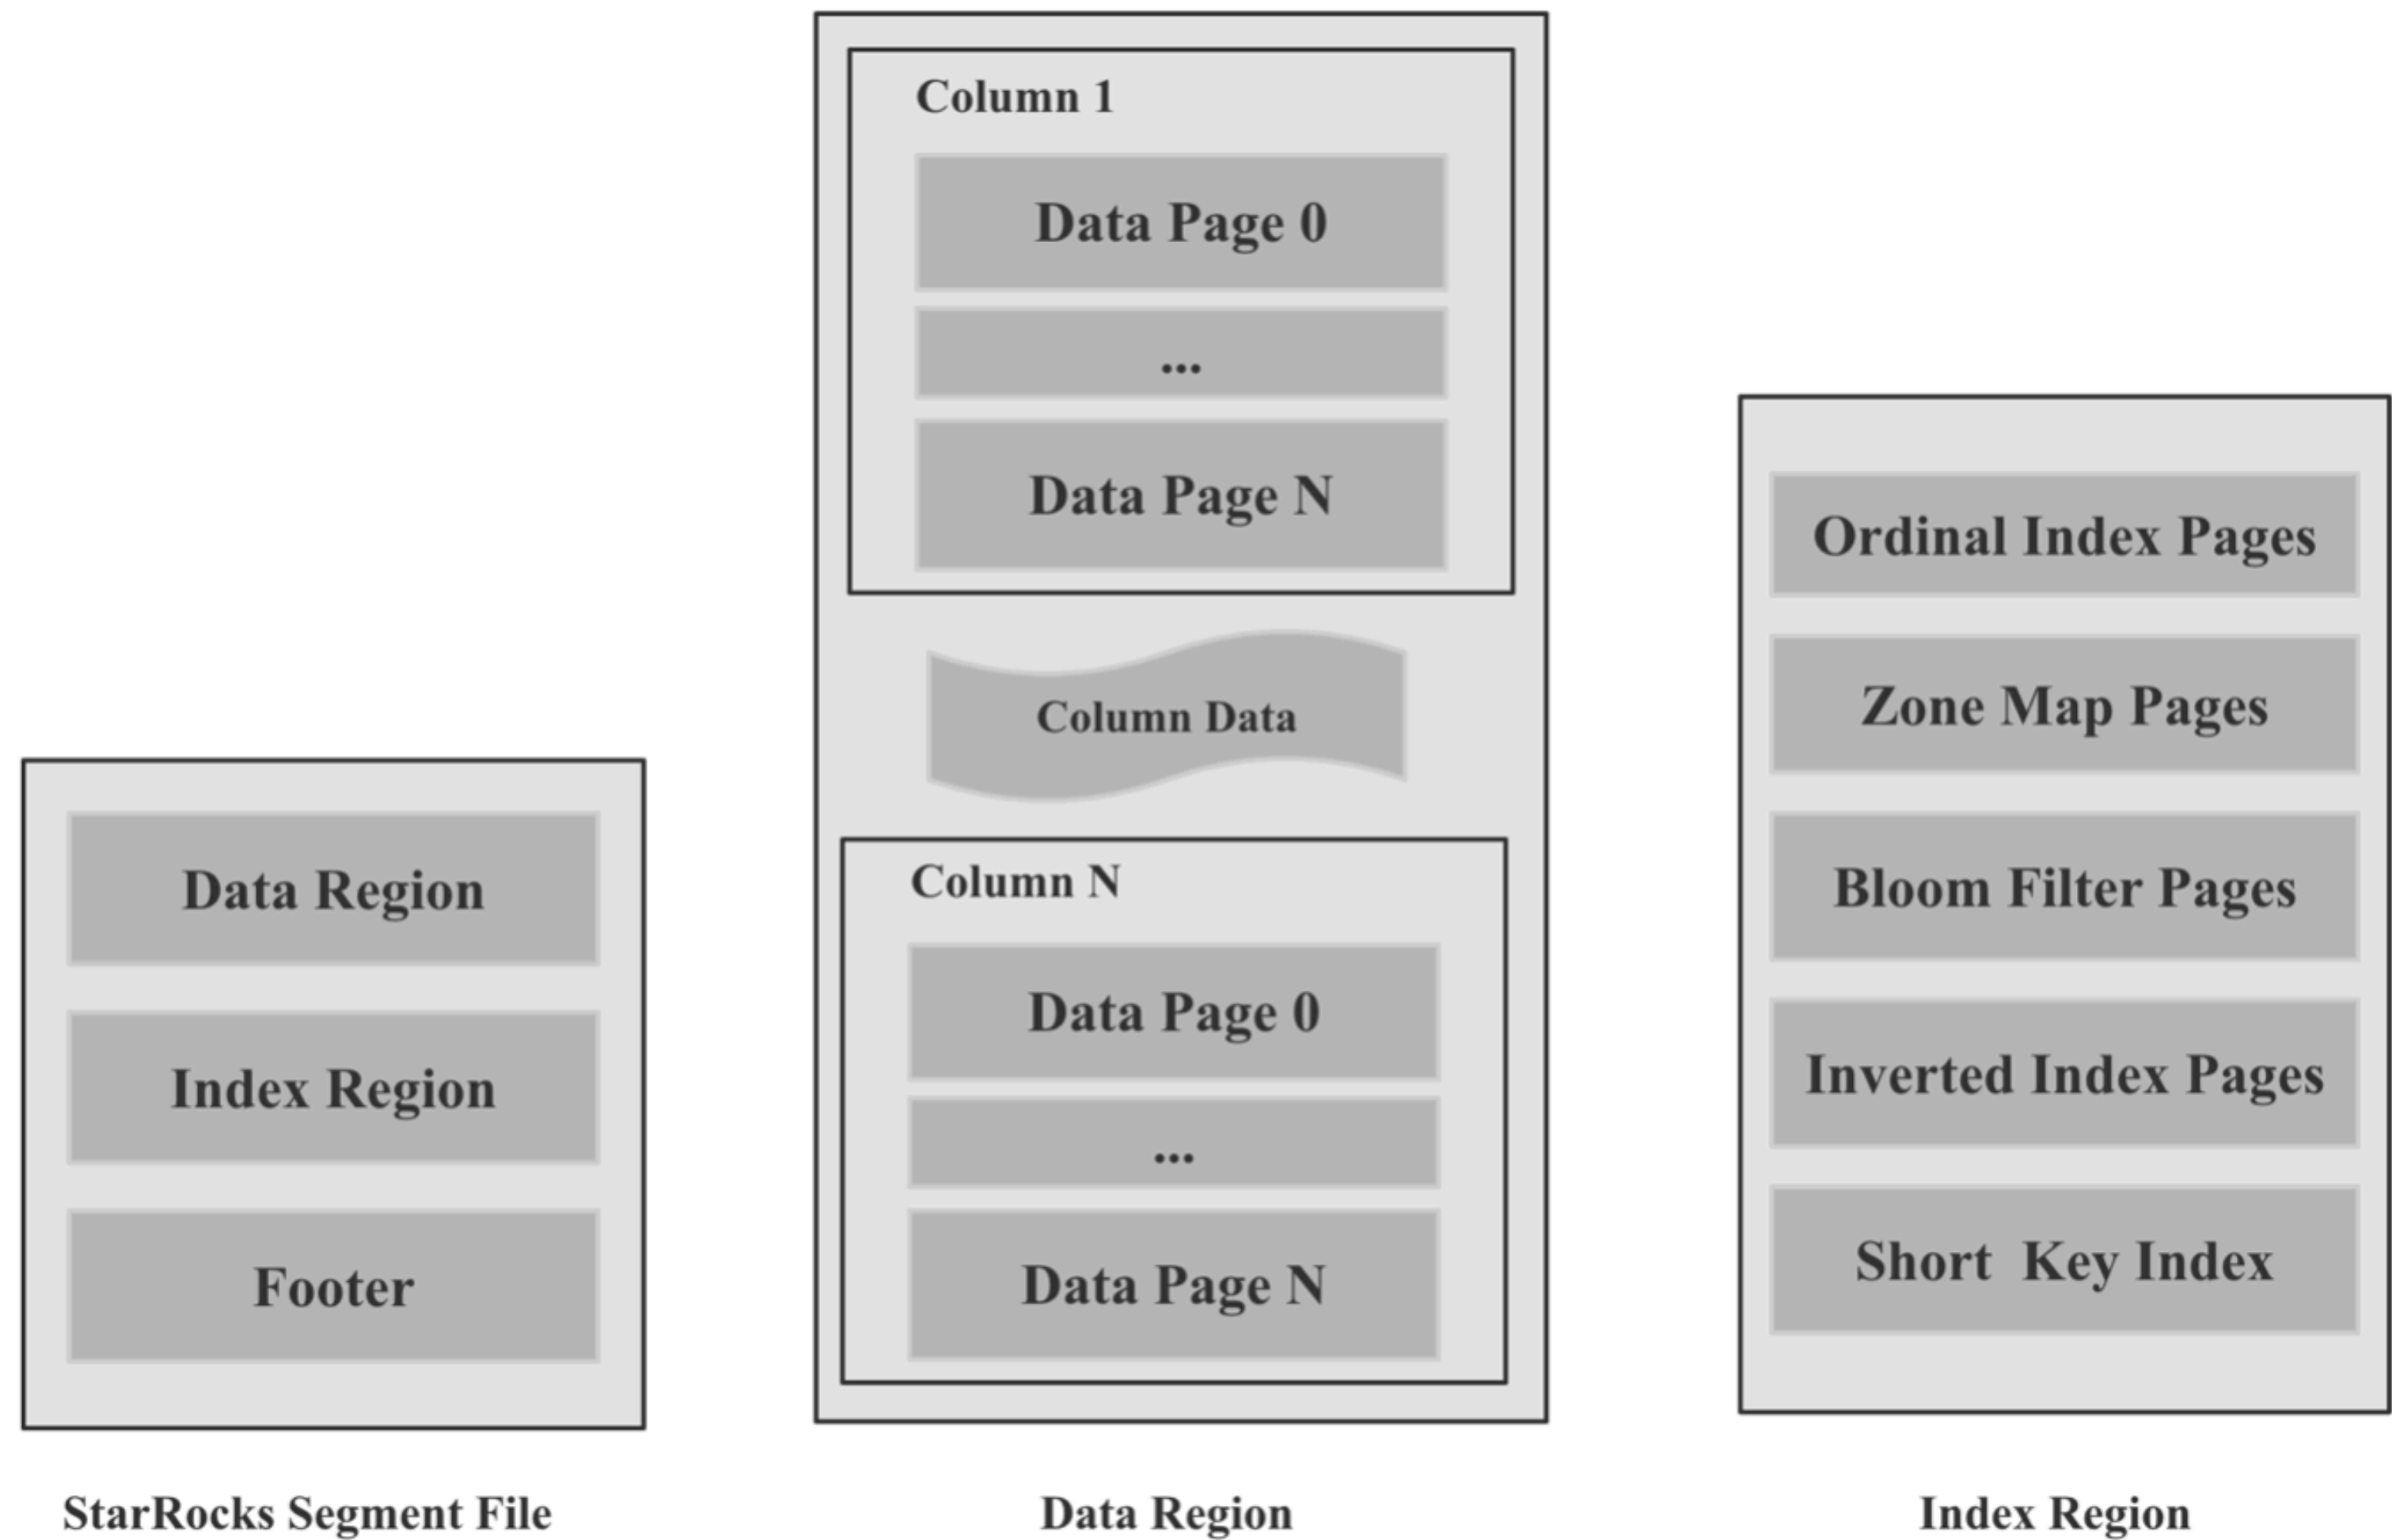 Data Region
Index Region
Footer
StarRocks Segment File
Column 1
Data Page 0
...
Data Page N
Column Data
Column N
Data Page 0
...
Data Page N
Data Region
Ordinal Index Pages
Zone Map Pages
Bloom Filter Pages
Inverted Index Pages
Short Key Index
Index Region